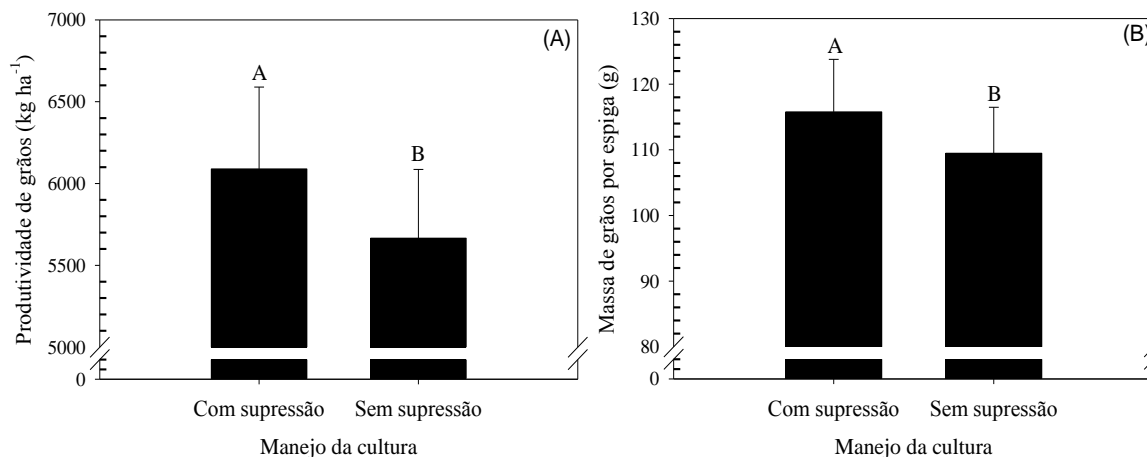 (A)
Produtividade de grãos (kg ha⁻¹)
7000
6500
6000
5500
5000
0
A
B
Com supressão
Sem supressão
Manejo da cultura
(B)
Massa de grãos por espiga (g)
130
120
110
100
90
80
0
A
B
Com supressão
Sem supressão
Manejo da cultura